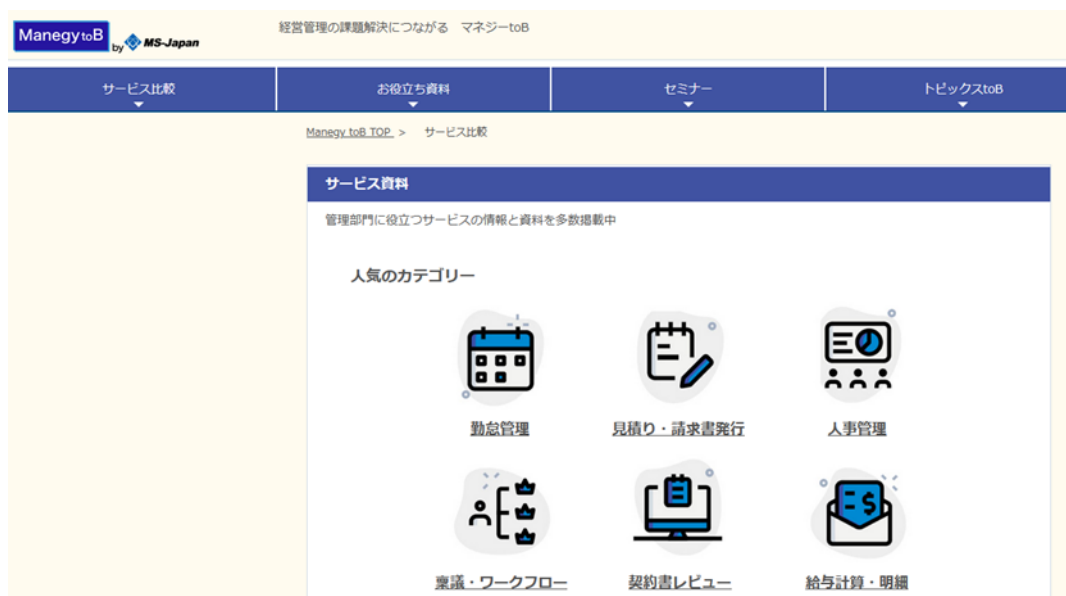 ManegytoB by MS-Japan
経営管理の課題解決につながる　マネジーtoB
サービス比較 お役立ち資料 セミナー トピックスtoB
Manegy toB TOP > サービス比較
サービス資料
管理部門に役立つサービスの情報と資料を多数掲載中
人気のカテゴリー
勤怠管理 見積り・請求書発行 人事管理
稟議・ワークフロー 契約書レビュー 給与計算・明細